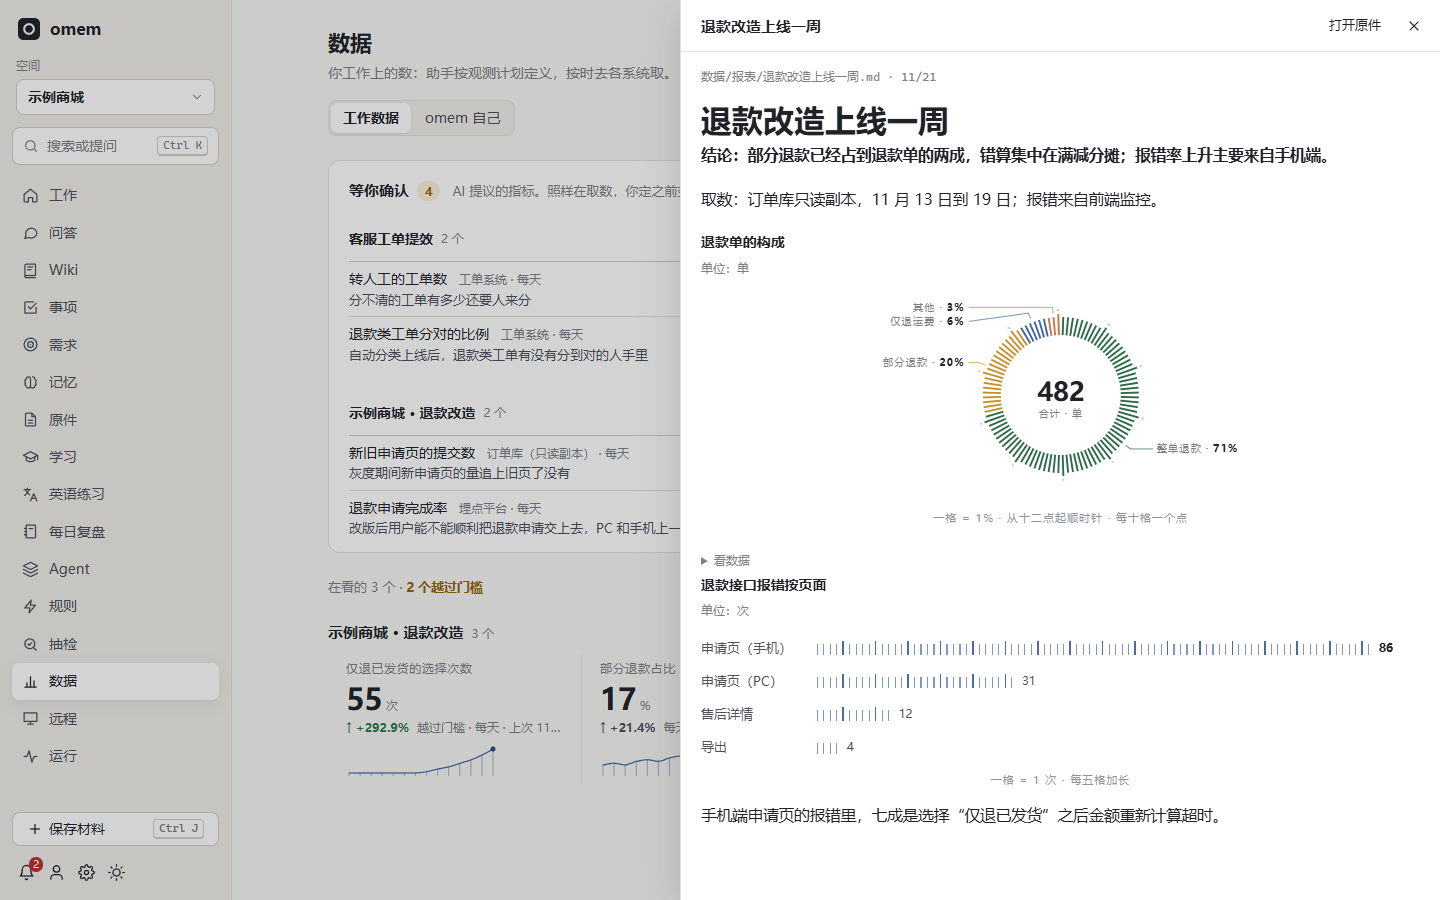 omem
空间
示例商城
搜索或提问 Ctrl K
工作
问答
Wiki
事项
需求
记忆
原件
学习
英语练习
每日复盘
Agent
规则
抽检
数据
远程
运行
保存材料 Ctrl J
2
数据
你工作上的数：助手按观测计划定义，按时去各系统取。
工作数据 omem 自己
等你确认 4 AI 提议的指标。照样在取数，你定之前
客服工单提效 2 个
转人工的工单数 工单系统 · 每天
分不清的工单有多少还要人来分
退款类工单分对的比例 工单系统 · 每天
自动分类上线后，退款类工单有没有分到对的人手里
示例商城 • 退款改造 2 个
新旧申请页的提交数 订单库（只读副本） · 每天
灰度期间新申请页的量追上旧页了没有
退款申请完成率 埋点平台 · 每天
改版后用户能不能顺利把退款申请交上去，PC 和手机上一
在看的 3 个 · 2 个越过门槛
示例商城 • 退款改造 3 个
仅退已发货的选择次数
55 次
↑ +292.9% 越过门槛 · 每天 · 上次 11...
部分退款占比
17 %
↑ +21.4% 每天
退款改造上线一周 打开原件
数据/报表/退款改造上线一周.md · 11/21
退款改造上线一周
结论：部分退款已经占到退款单的两成，错算集中在满减分摊；报错率上升主要来自手机端。
取数：订单库只读副本，11 月 13 日到 19 日；报错来自前端监控。
退款单的构成
单位：单
其他 · 3%
仅退运费 · 6%
部分退款 · 20%
482
合计 · 单
整单退款 · 71%
一格 = 1% · 从十二点起顺时针 · 每十格一个点
看数据
退款接口报错按页面
单位：次
申请页（手机） 86
申请页（PC） 31
售后详情 12
导出 4
一格 = 1 次 · 每五格加长
手机端申请页的报错里，七成是选择“仅退已发货”之后金额重新计算超时。